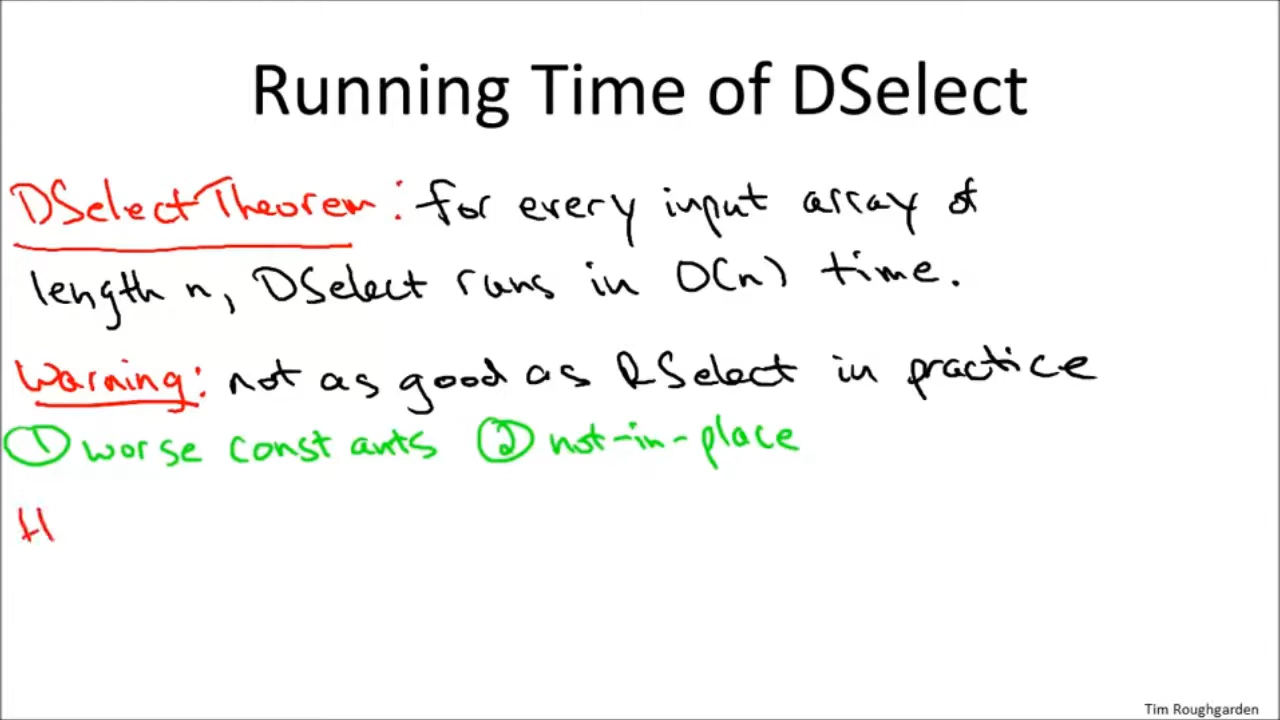 Running Time of DSelect
DSelect Theorem: for every input array of
length n, DSelect runs in O(n) time.
Warning: not as good as RSelect in practice
① worse constants ② not-in-place
H
Tim Roughgarden